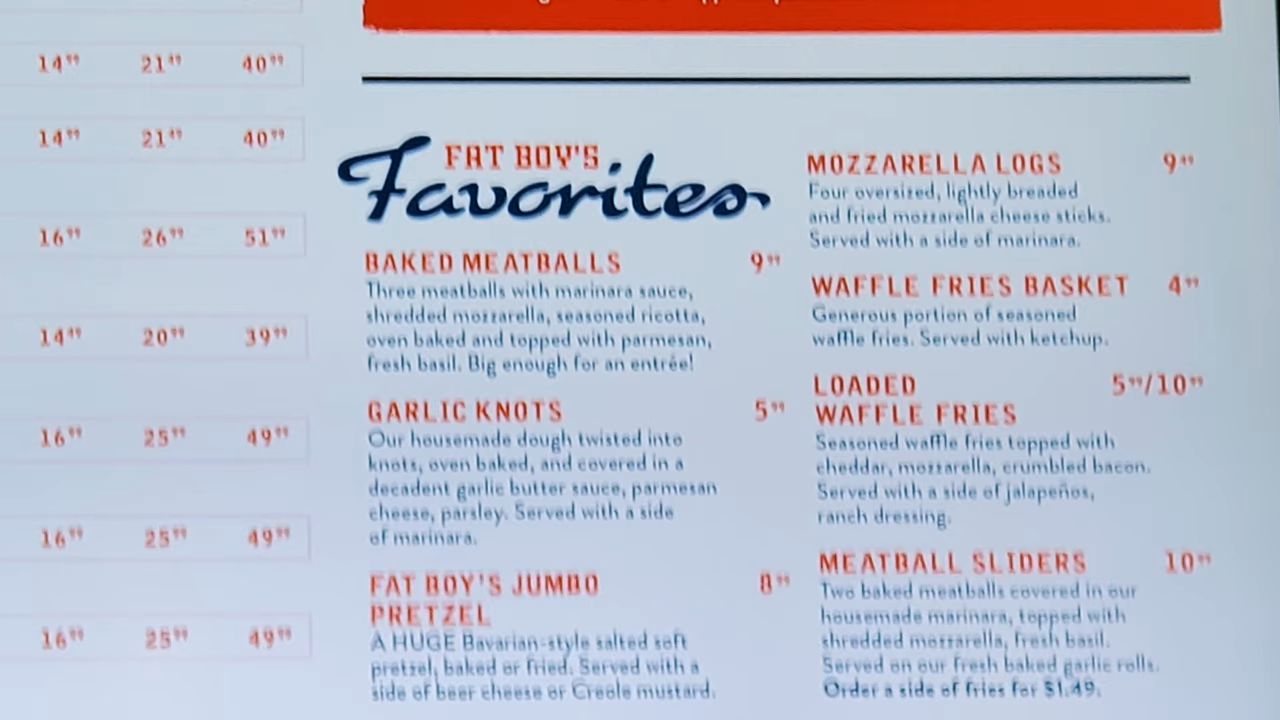 14⁹⁹ 21⁴⁹ 40⁹⁹
14⁹⁹ 21⁴⁹ 40⁹⁹
16⁹⁹ 26⁹⁹ 51⁹⁹
14⁴⁹ 20⁹⁹ 39⁹⁹
16⁹⁹ 25⁹⁹ 49⁹⁹
16⁹⁹ 25⁹⁹ 49⁹⁹
16⁹⁹ 25⁹⁹ 49⁹⁹
FAT BOY'S
Favorites
BAKED MEATBALLS 9⁹⁹
Three meatballs with marinara sauce,
shredded mozzarella, seasoned ricotta,
oven baked and topped with parmesan,
fresh basil. Big enough for an entrée!
GARLIC KNOTS 5⁹⁹
Our housemade dough twisted into
knots, oven baked, and covered in a
decadent garlic butter sauce, parmesan
cheese, parsley. Served with a side
of marinara.
FAT BOY'S JUMBO 8⁹⁹
PRETZEL
A HUGE Bavarian-style salted soft
pretzel, baked or fried. Served with a
side of beer cheese or Creole mustard.
MOZZARELLA LOGS 9⁴⁹
Four oversized, lightly breaded
and fried mozzarella cheese sticks.
Served with a side of marinara.
WAFFLE FRIES BASKET 4⁹⁹
Generous portion of seasoned
waffle fries. Served with ketchup.
LOADED 5⁹⁹/10⁹⁹
WAFFLE FRIES
Seasoned waffle fries topped with
cheddar, mozzarella, crumbled bacon.
Served with a side of jalapeños,
ranch dressing.
MEATBALL SLIDERS 10⁹⁹
Two baked meatballs covered in our
housemade marinara, topped with
shredded mozzarella, fresh basil.
Served on our fresh baked garlic rolls.
Order a side of fries for $1.49.